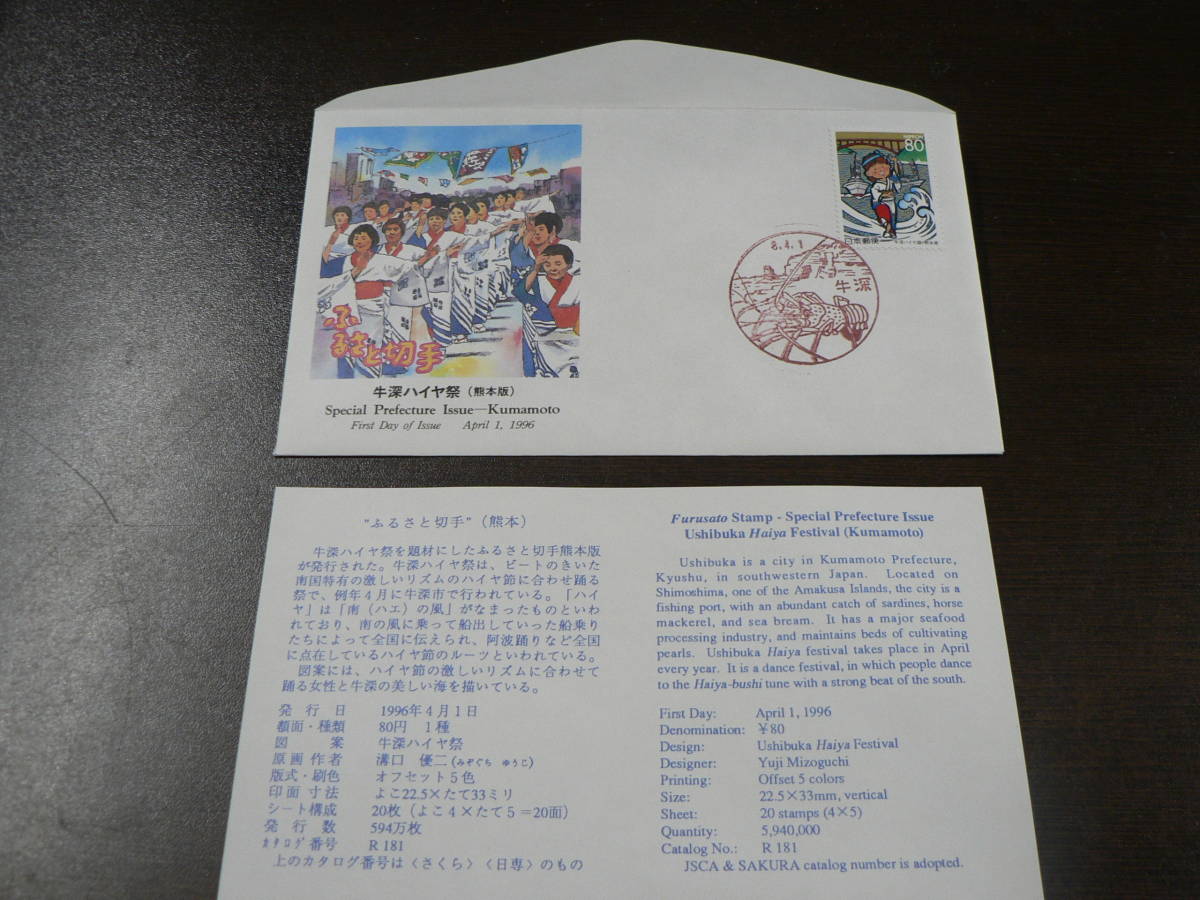 NIPPON
80
日本郵便
8.4.1
牛深
ふ
るさと切手
牛深ハイヤ祭（熊本版）
Special Prefecture Issue—Kumamoto
First Day of Issue April 1, 1996
"ふるさと切手"（熊本）
牛深ハイヤ祭を題材にしたふるさと切手熊本版
が発行された。牛深ハイヤ祭は、ビートのきいた
南国特有の激しいリズムのハイヤ節に合わせ踊る
祭で、例年４月に牛深市で行われている。「ハイ
ヤ」は「南（ハエ）の風」がなまったものといわ
れており、南の風に乗って船出していった船乗り
たちによって全国に伝えられ、阿波踊りなど全国
に点在しているハイヤ節のルーツといわれている。
図案には、ハイヤ節の激しいリズムに合わせて
踊る女性と牛深の美しい海を描いている。
発行日 1996年４月１日
額面・種類 80円 １種
図案 牛深ハイヤ祭
原画作者 溝口 優二（みぞぐち ゆうじ）
版式・刷色 オフセット５色
印面寸法 よこ22.5×たて33ミリ
シート構成 20枚（よこ４×たて５＝20面）
発行数 594万枚
ｶﾀﾛｸﾞ番号 R 181
上のカタログ番号は〈さくら〉〈日専〉のもの
Furusato Stamp - Special Prefecture Issue
Ushibuka Haiya Festival (Kumamoto)
Ushibuka is a city in Kumamoto Prefecture,
Kyushu, in southwestern Japan. Located on
Shimoshima, one of the Amakusa Islands, the city is a
fishing port, with an abundant catch of sardines, horse
mackerel, and sea bream. It has a major seafood
processing industry, and maintains beds of cultivating
pearls. Ushibuka Haiya festival takes place in April
every year. It is a dance festival, in which people dance
to the Haiya-bushi tune with a strong beat of the south.
First Day: April 1, 1996
Denomination: ¥80
Design: Ushibuka Haiya Festival
Designer: Yuji Mizoguchi
Printing: Offset 5 colors
Size: 22.5×33mm, vertical
Sheet: 20 stamps (4×5)
Quantity: 5,940,000
Catalog No.: R 181
JSCA & SAKURA catalog number is adopted.